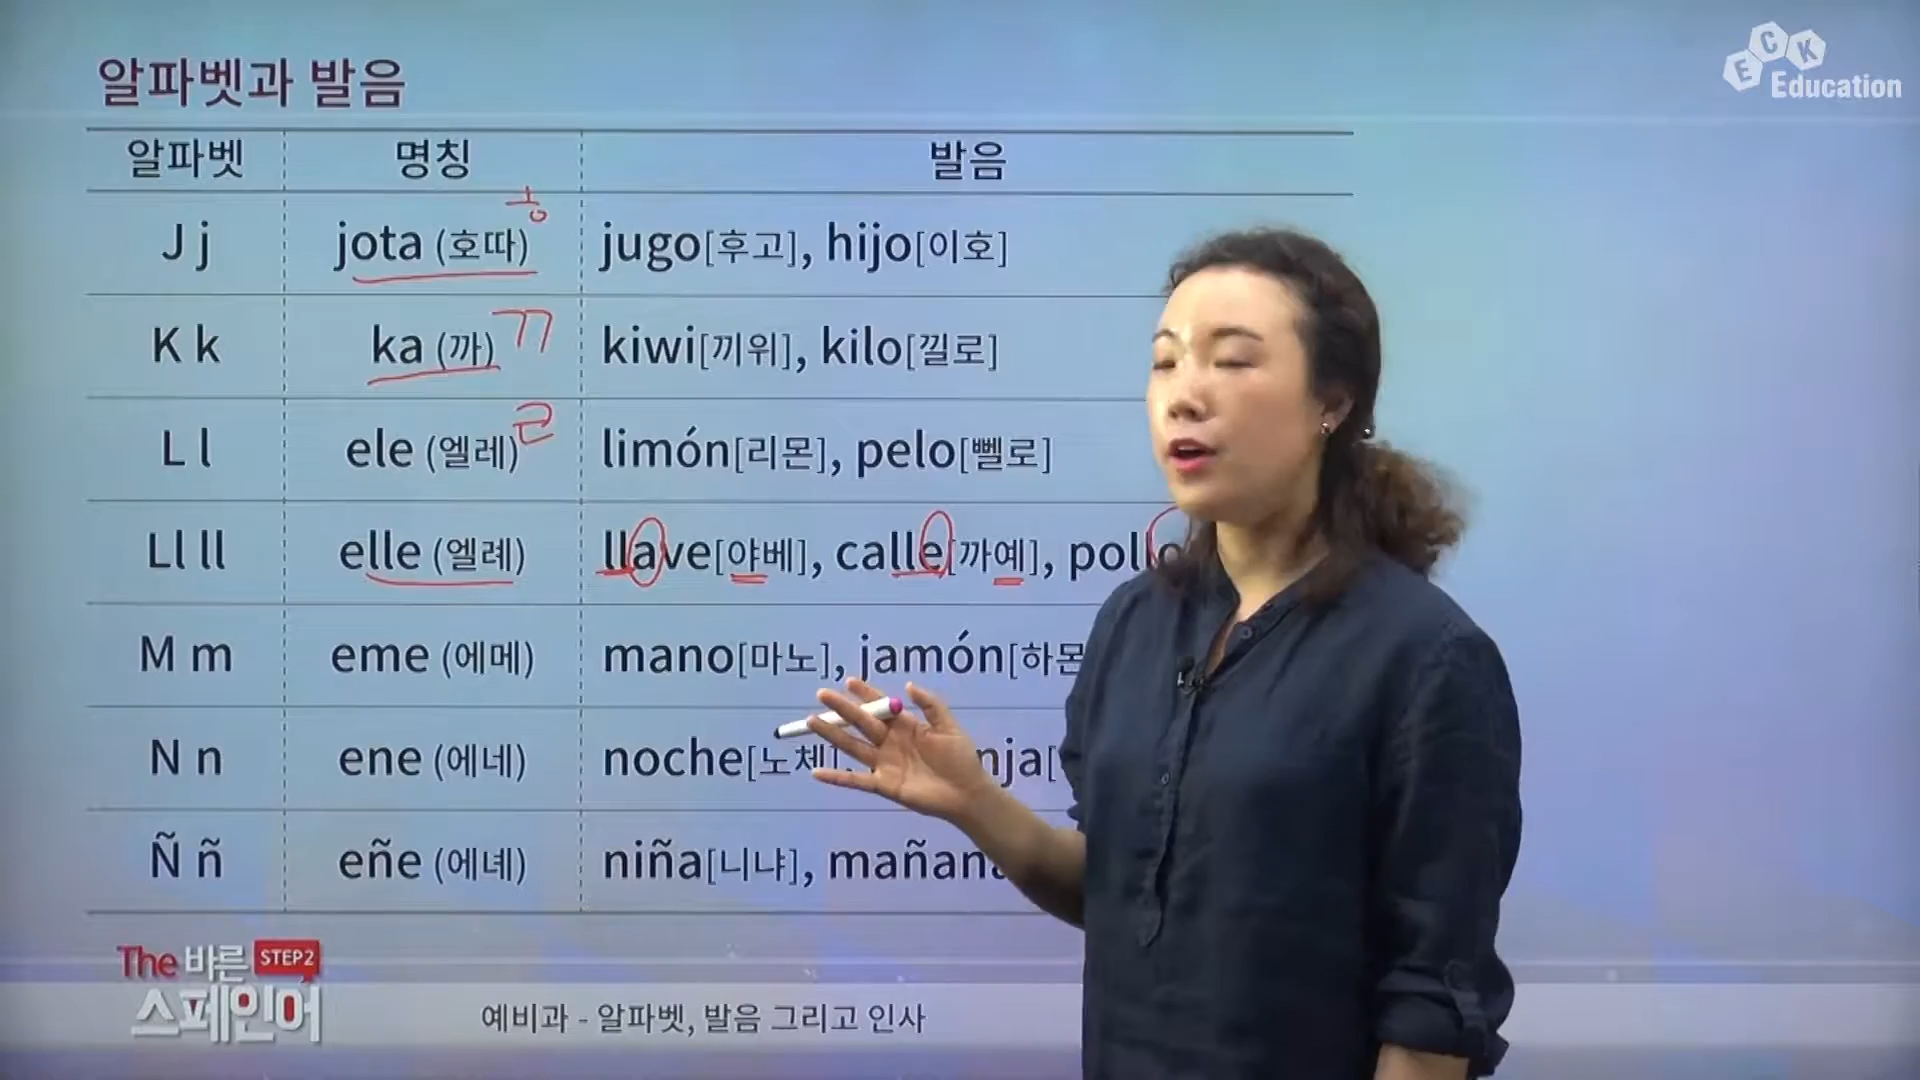 ECK
Education
알파벳과 발음
알파벳 명칭 발음
J j jota (호따) ㅎ jugo[후고], hijo[이호]
K k ka (까) ㄲ kiwi[끼위], kilo[낄로]
L l ele (엘레) ㄹ limón[리몬], pelo[뻴로]
Ll ll elle (엘례) llave[야베], calle[까예],
M m eme (에메) mano[마노], jamón[하몬
N n ene (에네) noche[노체],
Ñ ñ eñe (에녜) niña[니냐],
The 바른 STEP2
스페인어
예비과 - 알파벳, 발음 그리고 인사